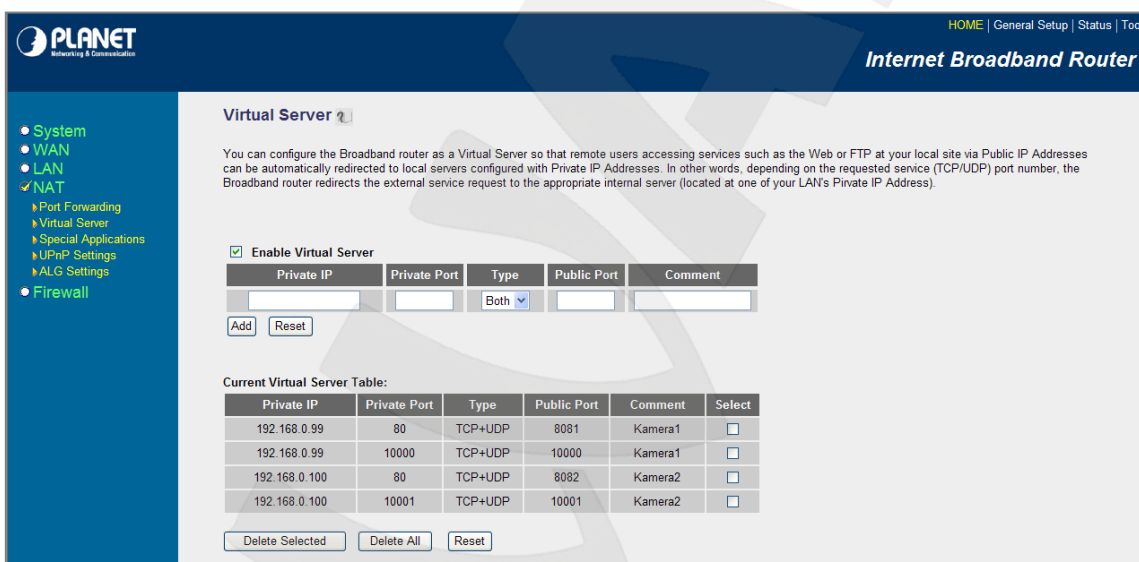 PLANET
Networking & Communication
HOME | General Setup | Status |
Internet Broadband Router
System
WAN
LAN
NAT
Port Forwarding
Virtual Server
Special Applications
UPnP Settings
ALG Settings
Firewall
Virtual Server
You can configure the Broadband router as a Virtual Server so that remote users accessing services such as the Web or FTP at your local site via Public IP Addresses
can be automatically redirected to local servers configured with Private IP Addresses. In other words, depending on the requested service (TCP/UDP) port number, the
Broadband router redirects the external service request to the appropriate internal server (located at one of your LAN's Pivate IP Address).
Enable Virtual Server
Private IP Private Port Type Public Port Comment
Both
Add Reset
Current Virtual Server Table:
Private IP Private Port Type Public Port Comment Select
192.168.0.99 80 TCP+UDP 8081 Kamera1
192.168.0.99 10000 TCP+UDP 10000 Kamera1
192.168.0.100 80 TCP+UDP 8082 Kamera2
192.168.0.100 10001 TCP+UDP 10001 Kamera2
Delete Selected Delete All Reset